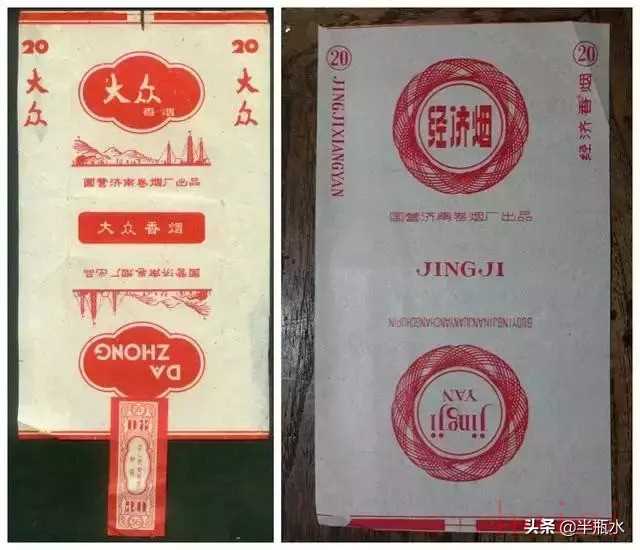 20
20
大众
大众
大众
香烟
国营济南卷烟厂出品
大众香烟
国营济南卷烟厂出品
DA
ZHONG
20
20
JINGJIXIANGYAN
经济香烟
经济烟
国营济南卷烟厂出品
JINGJI
GUOYINGJINANJUANYANCHANGCHUPIN
jingji
YAN
头条 @半瓶水